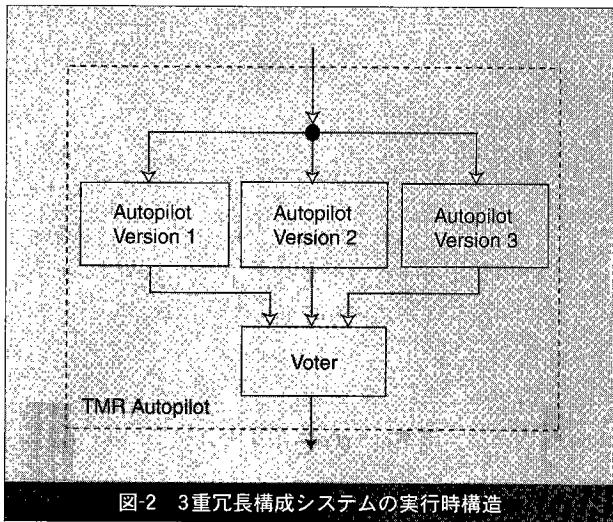 Autopilot
Version 1
Autopilot
Version 2
Autopilot
Version 3
Voter
TMR Autopilot
図-2 3重冗長構成システムの実行時構造